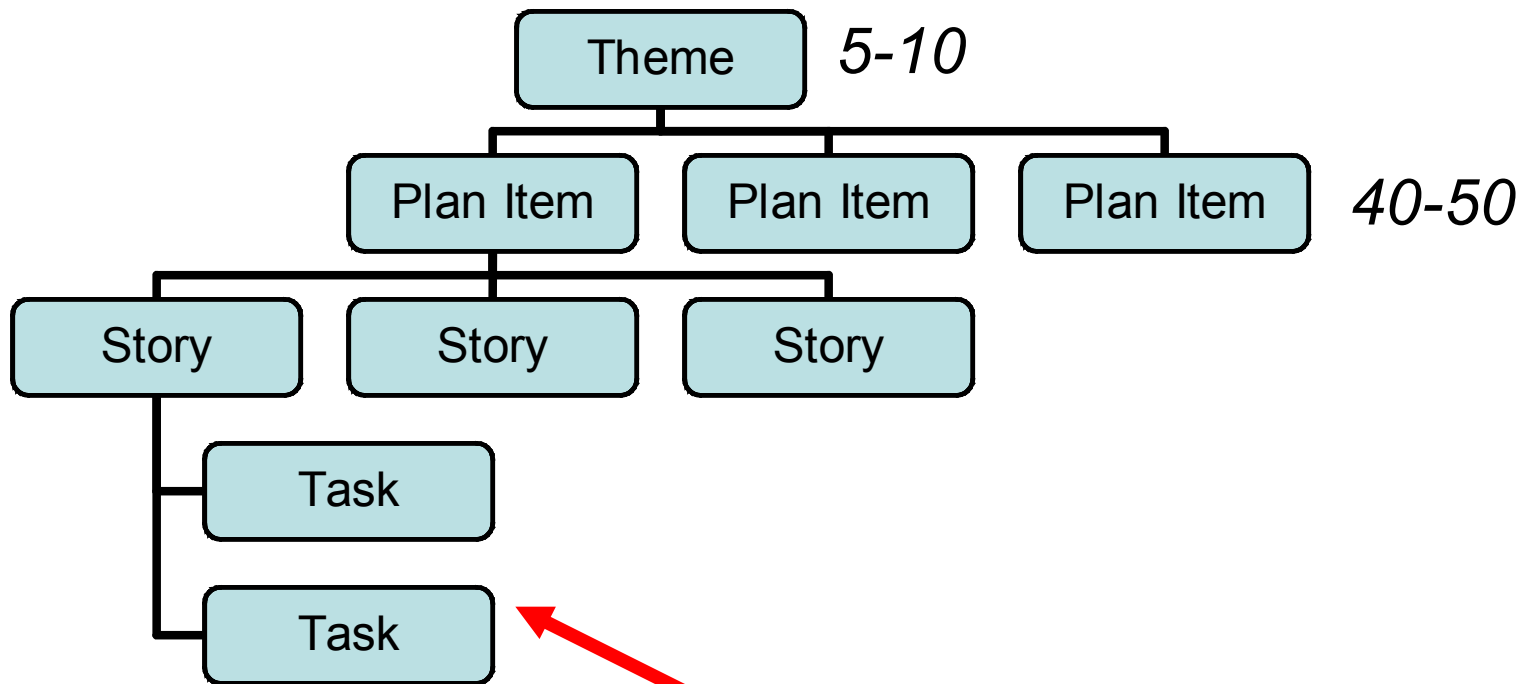 Theme
5-10
Plan Item
Plan Item
Plan Item
40-50
Story
Story
Story
Task
Task